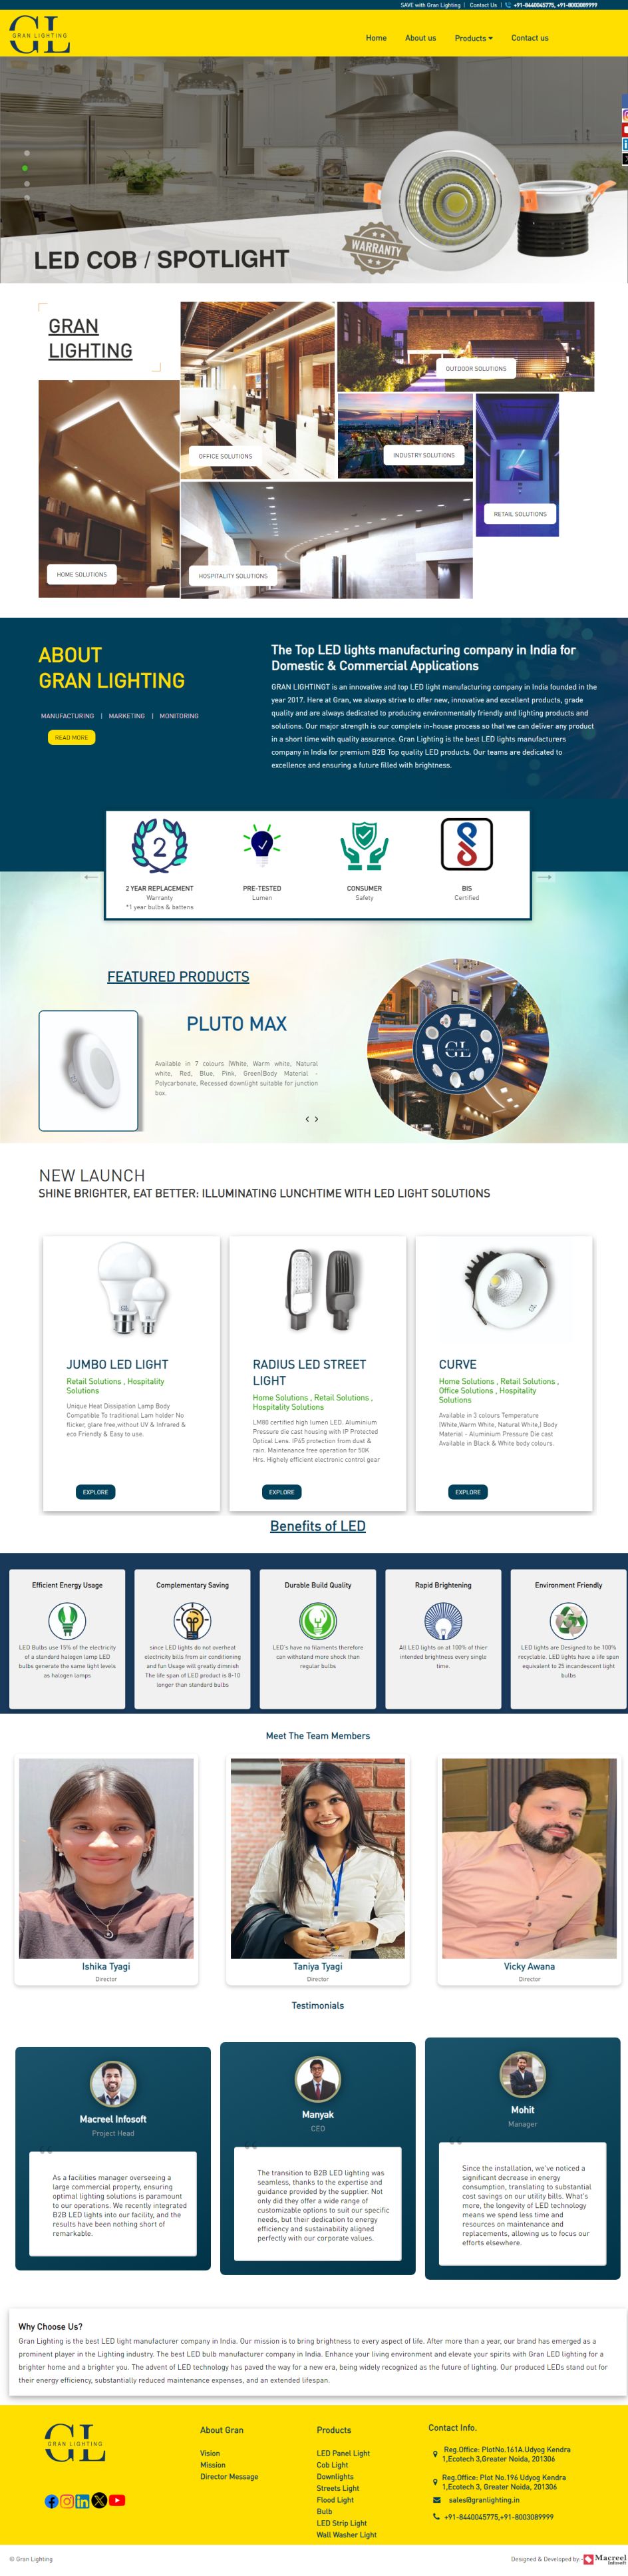 SAVE with Gran Lighting | Contact Us | +91-8440045775, +91-8003089999
GL
GRAN LIGHTING
Home About us Products Contact us
WARRANTY
LED COB / SPOTLIGHT
GRAN
LIGHTING
OUTDOOR SOLUTIONS
OFFICE SOLUTIONS
INDUSTRY SOLUTIONS
RETAIL SOLUTIONS
HOME SOLUTIONS
HOSPITALITY SOLUTIONS
ABOUT
GRAN LIGHTING
MANUFACTURING | MARKETING | MONITORING
READ MORE
The Top LED lights manufacturing company in India for
Domestic & Commercial Applications
GRAN LIGHTINGT is an innovative and top LED light manufacturing company in India founded in the
year 2017. Here at Gran, we always strive to offer new, innovative and excellent products, grade
quality and are always dedicated to producing environmentally friendly and lighting products and
solutions. Our major strength is our complete in-house process so that we can deliver any product
in a short time with quality assurance. Gran Lighting is the best LED lights manufacturers
company in India for premium B2B Top quality LED products. Our teams are dedicated to
excellence and ensuring a future filled with brightness.
2
2 YEAR REPLACEMENT
Warranty
*1 year bulbs & battens
PRE-TESTED
Lumen
CONSUMER
Safety
BIS
Certified
FEATURED PRODUCTS
PLUTO MAX
Available in 7 colours (White, Warm white, Natural
white, Red, Blue, Pink, Green)Body Material -
Polycarbonate, Recessed downlight suitable for junction
box.
GL
NEW LAUNCH
SHINE BRIGHTER, EAT BETTER: ILLUMINATING LUNCHTIME WITH LED LIGHT SOLUTIONS
JUMBO LED LIGHT
Retail Solutions , Hospitality
Solutions
Unique Heat Dissipation Lamp Body
Compatible To traditional Lam holder No
flicker, glare free,without UV & Infrared &
eco Friendly & Easy to use.
EXPLORE
RADIUS LED STREET
LIGHT
Home Solutions , Retail Solutions ,
Hospitality Solutions
LM80 certified high lumen LED, Aluminium
Pressure die cast housing with IP Protected
Optical Lens. IP65 protection from dust &
rain. Maintenance free operation for 50K
Hrs. Highely efficient electronic control gear
EXPLORE
CURVE
Home Solutions , Retail Solutions ,
Office Solutions , Hospitality
Solutions
Available in 3 colours Temperature
(White,Warm White, Natural White,) Body
Material - Aluminium Pressure Die cast
Available in Black & White body colours.
EXPLORE
Benefits of LED
Efficient Energy Usage
LED Bulbs use 15% of the electricity
of a standard halogen lamp LED
bulbs generate the same light levels
as halogen lamps
Complementary Saving
since LED lights do not overheat
electricity bills from air conditioning
and fun Usage will greatly dimnish
The life span of LED product is 8-10
longer than standard bulbs
Durable Build Quality
LED's have no filaments therefore
can withstand more shock than
regular bulbs
Rapid Brightening
All LED lights on at 100% of thier
intended brightness every single
time.
Environment Friendly
LED lights are Designed to be 100%
recyclable. LED lights have a life span
equivalent to 25 incandescent light
bulbs
Meet The Team Members
Ishika Tyagi
Director
Taniya Tyagi
Director
Vicky Awana
Director
Testimonials
Macreel Infosoft
Project Head
As a facilities manager overseeing a
large commercial property, ensuring
optimal lighting solutions is paramount
to our operations. We recently integrated
B2B LED lights into our facility, and the
results have been nothing short of
remarkable.
Manyak
CEO
The transition to B2B LED lighting was
seamless, thanks to the expertise and
guidance provided by the supplier. Not
only did they offer a wide range of
customizable options to suit our specific
needs, but their dedication to energy
efficiency and sustainability aligned
perfectly with our corporate values.
Mohit
Manager
Since the installation, we've noticed a
significant decrease in energy
consumption, translating to substantial
cost savings on our utility bills. What's
more, the longevity of LED technology
means we spend less time and
resources on maintenance and
replacements, allowing us to focus our
efforts elsewhere.
Why Choose Us?
Gran Lighting is the best LED light manufacturer company in India. Our mission is to bring brightness to every aspect of life. After more than a year, our brand has emerged as a
prominent player in the Lighting industry. The best LED bulb manufacturer company in India. Enhance your living environment and elevate your spirits with Gran LED lighting for a
brighter home and a brighter you. The advent of LED technology has paved the way for a new era, being widely recognized as the future of lighting. Our produced LEDs stand out for
their energy efficiency, substantially reduced maintenance expenses, and an extended lifespan.
GL
GRAN LIGHTING
About Gran
Vision
Mission
Director Message
Products
LED Panel Light
Cob Light
Downlights
Streets Light
Flood Light
Bulb
LED Strip Light
Wall Washer Light
Contact Info.
Reg.Office: PlotNo.161A.Udyog Kendra
1,Ecotech 3,Greater Noida, 201306
Reg.Office: Plot No.196 Udyog Kendra
1,Ecotech 3, Greater Noida, 201306
sales@granlighting.in
+91-8440045775,+91-8003089999
© Gran Lighting
Designed & Developed by:- Macreel
Infosoft